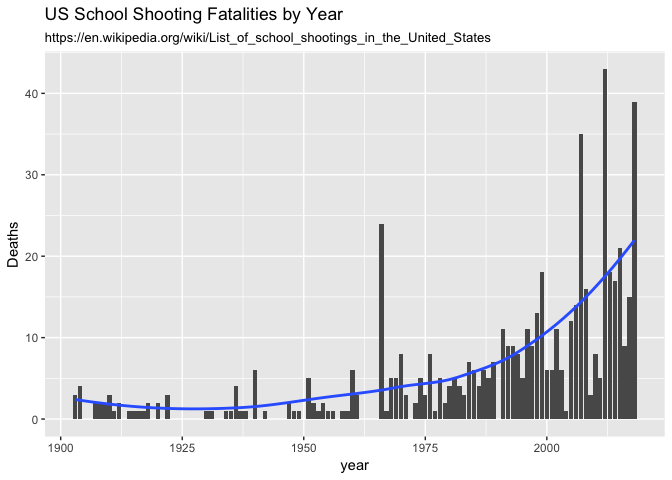 US School Shooting Fatalities by Year
https://en.wikipedia.org/wiki/List_of_school_shootings_in_the_United_States
40
30
20
10
0
Deaths
1900 1925 1950 1975 2000
year